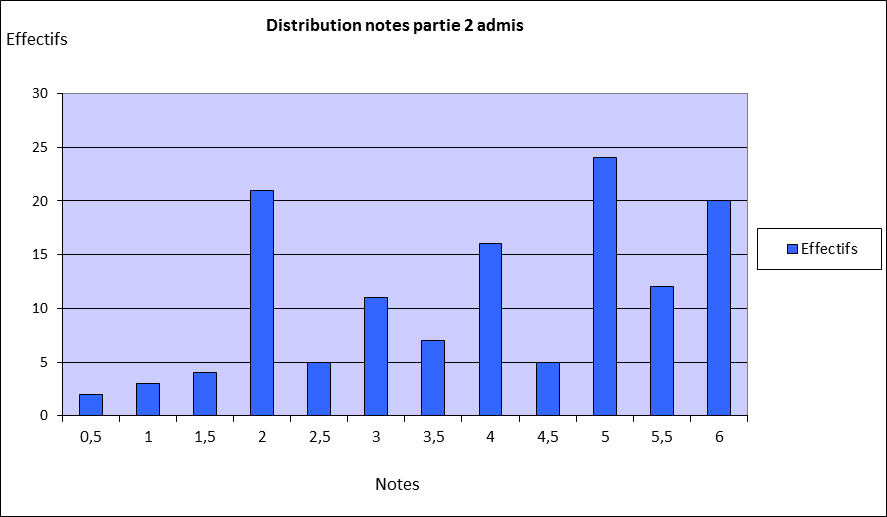 Distribution notes partie 2 admis
Effectifs
30
25
20
15
10
5
0
0,5 1 1,5 2 2,5 3 3,5 4 4,5 5 5,5 6
Notes
Effectifs